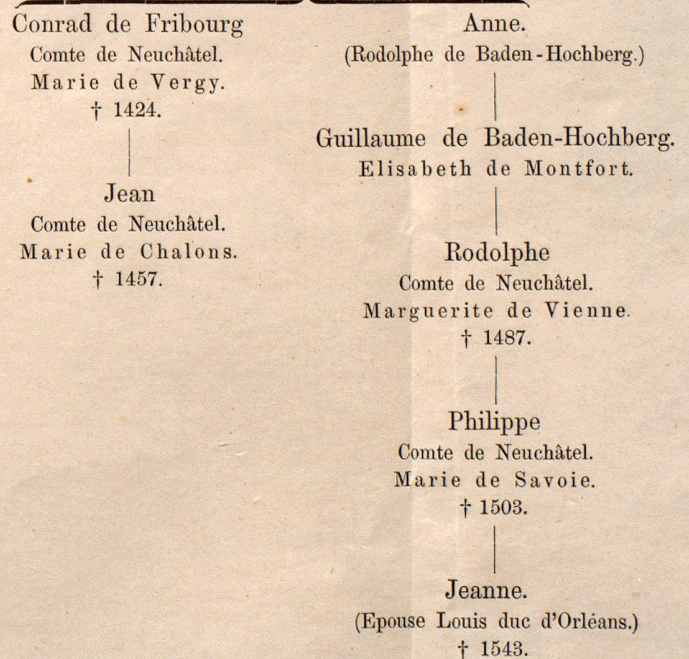 Conrad de Fribourg
Comte de Neuchâtel.
Marie de Vergy.
† 1424.
Jean
Comte de Neuchâtel.
Marie de Chalons.
† 1457.
Anne.
(Rodolphe de Baden-Hochberg.)
Guillaume de Baden-Hochberg.
Elisabeth de Montfort.
Rodolphe
Comte de Neuchâtel.
Marguerite de Vienne.
† 1487.
Philippe
Comte de Neuchâtel.
Marie de Savoie.
† 1503.
Jeanne.
(Epouse Louis duc d'Orléans.)
† 1543.